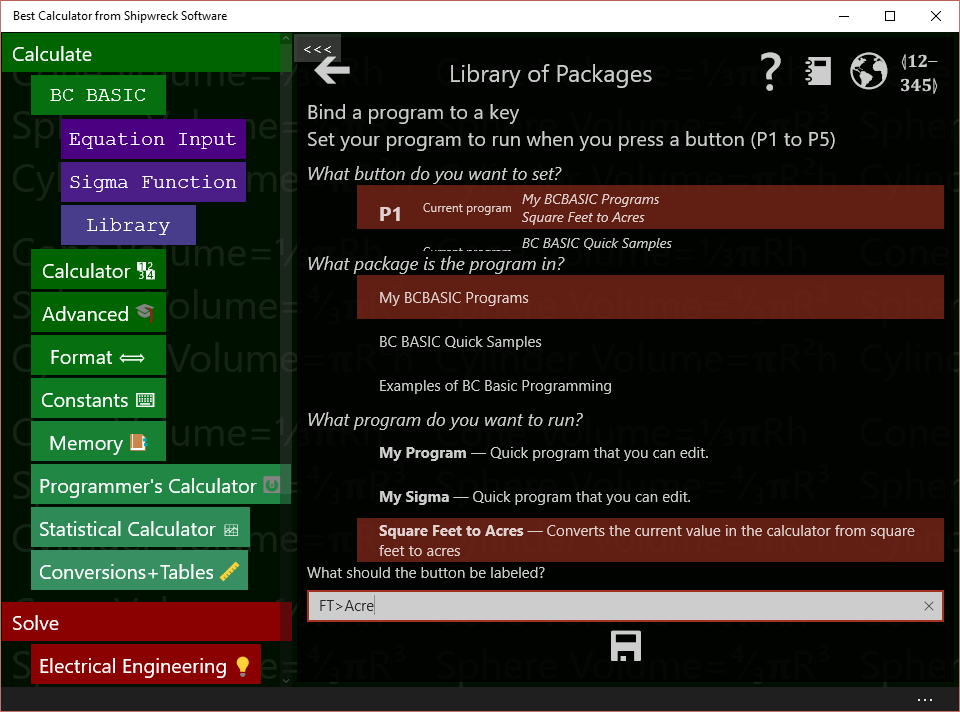 Best Calculator from Shipwreck Software
Calculate
BC BASIC
Equation Input
Sigma Function
Library
Calculator
Advanced
Format
Constants
Memory
Programmer's Calculator
Statistical Calculator
Conversions+Tables
Solve
Electrical Engineering
<<<
Library of Packages
?
(12–
345)
Bind a program to a key
Set your program to run when you press a button (P1 to P5)
What button do you want to set?
P1 Current program My BCBASIC Programs
Square Feet to Acres
Current program BC BASIC Quick Samples
What package is the program in?
My BCBASIC Programs
BC BASIC Quick Samples
Examples of BC Basic Programming
What program do you want to run?
My Program — Quick program that you can edit.
My Sigma — Quick program that you can edit.
Square Feet to Acres — Converts the current value in the calculator from square
feet to acres
What should the button be labeled?
FT>Acre